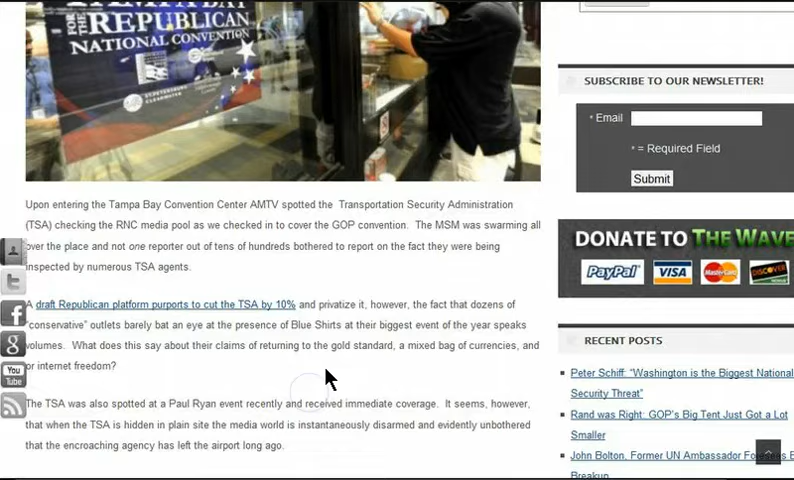 FOR THE REPUBLICAN
NATIONAL CONVENTION
Upon entering the Tampa Bay Convention Center AMTV spotted the Transportation Security Administration
(TSA) checking the RNC media pool as we checked in to cover the GOP convention. The MSM was swarming all
over the place and not one reporter out of tens of hundreds bothered to report on the fact they were being
inspected by numerous TSA agents.
A draft Republican platform purports to cut the TSA by 10% and privatize it, however, the fact that dozens of
"conservative" outlets barely bat an eye at the presence of Blue Shirts at their biggest event of the year speaks
volumes. What does this say about their claims of returning to the gold standard, a mixed bag of currencies, and
or internet freedom?
The TSA was also spotted at a Paul Ryan event recently and received immediate coverage. It seems, however,
that when the TSA is hidden in plain site the media world is instantaneously disarmed and evidently unbothered
that the encroaching agency has left the airport long ago.
You
Tube
SUBSCRIBE TO OUR NEWSLETTER!
* Email
* = Required Field
Submit
DONATE TO THE WAVE
PayPal VISA MasterCard DISCOVER
RECENT POSTS
Peter Schiff: "Washington is the Biggest National
Security Threat"
Rand was Right: GOP's Big Tent Just Got a Lot
Smaller
John Bolton, Former UN Ambassador
Breakup